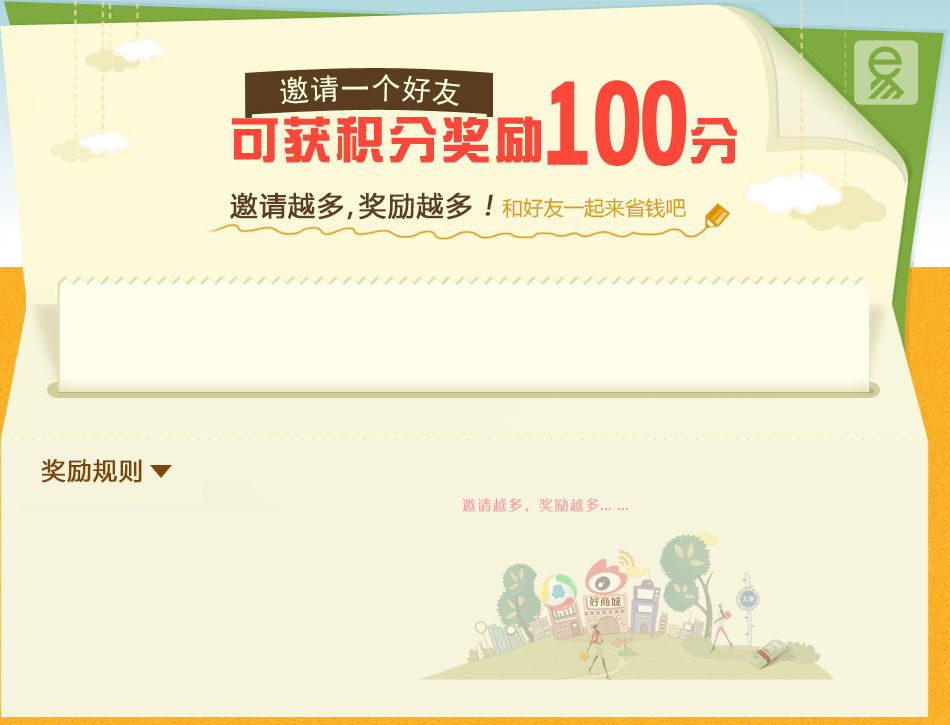 邀请一个好友
可获积分奖励100分
邀请越多,奖励越多！和好友一起来省钱吧
奖励规则
邀请越多，奖励越多... ...
好商城